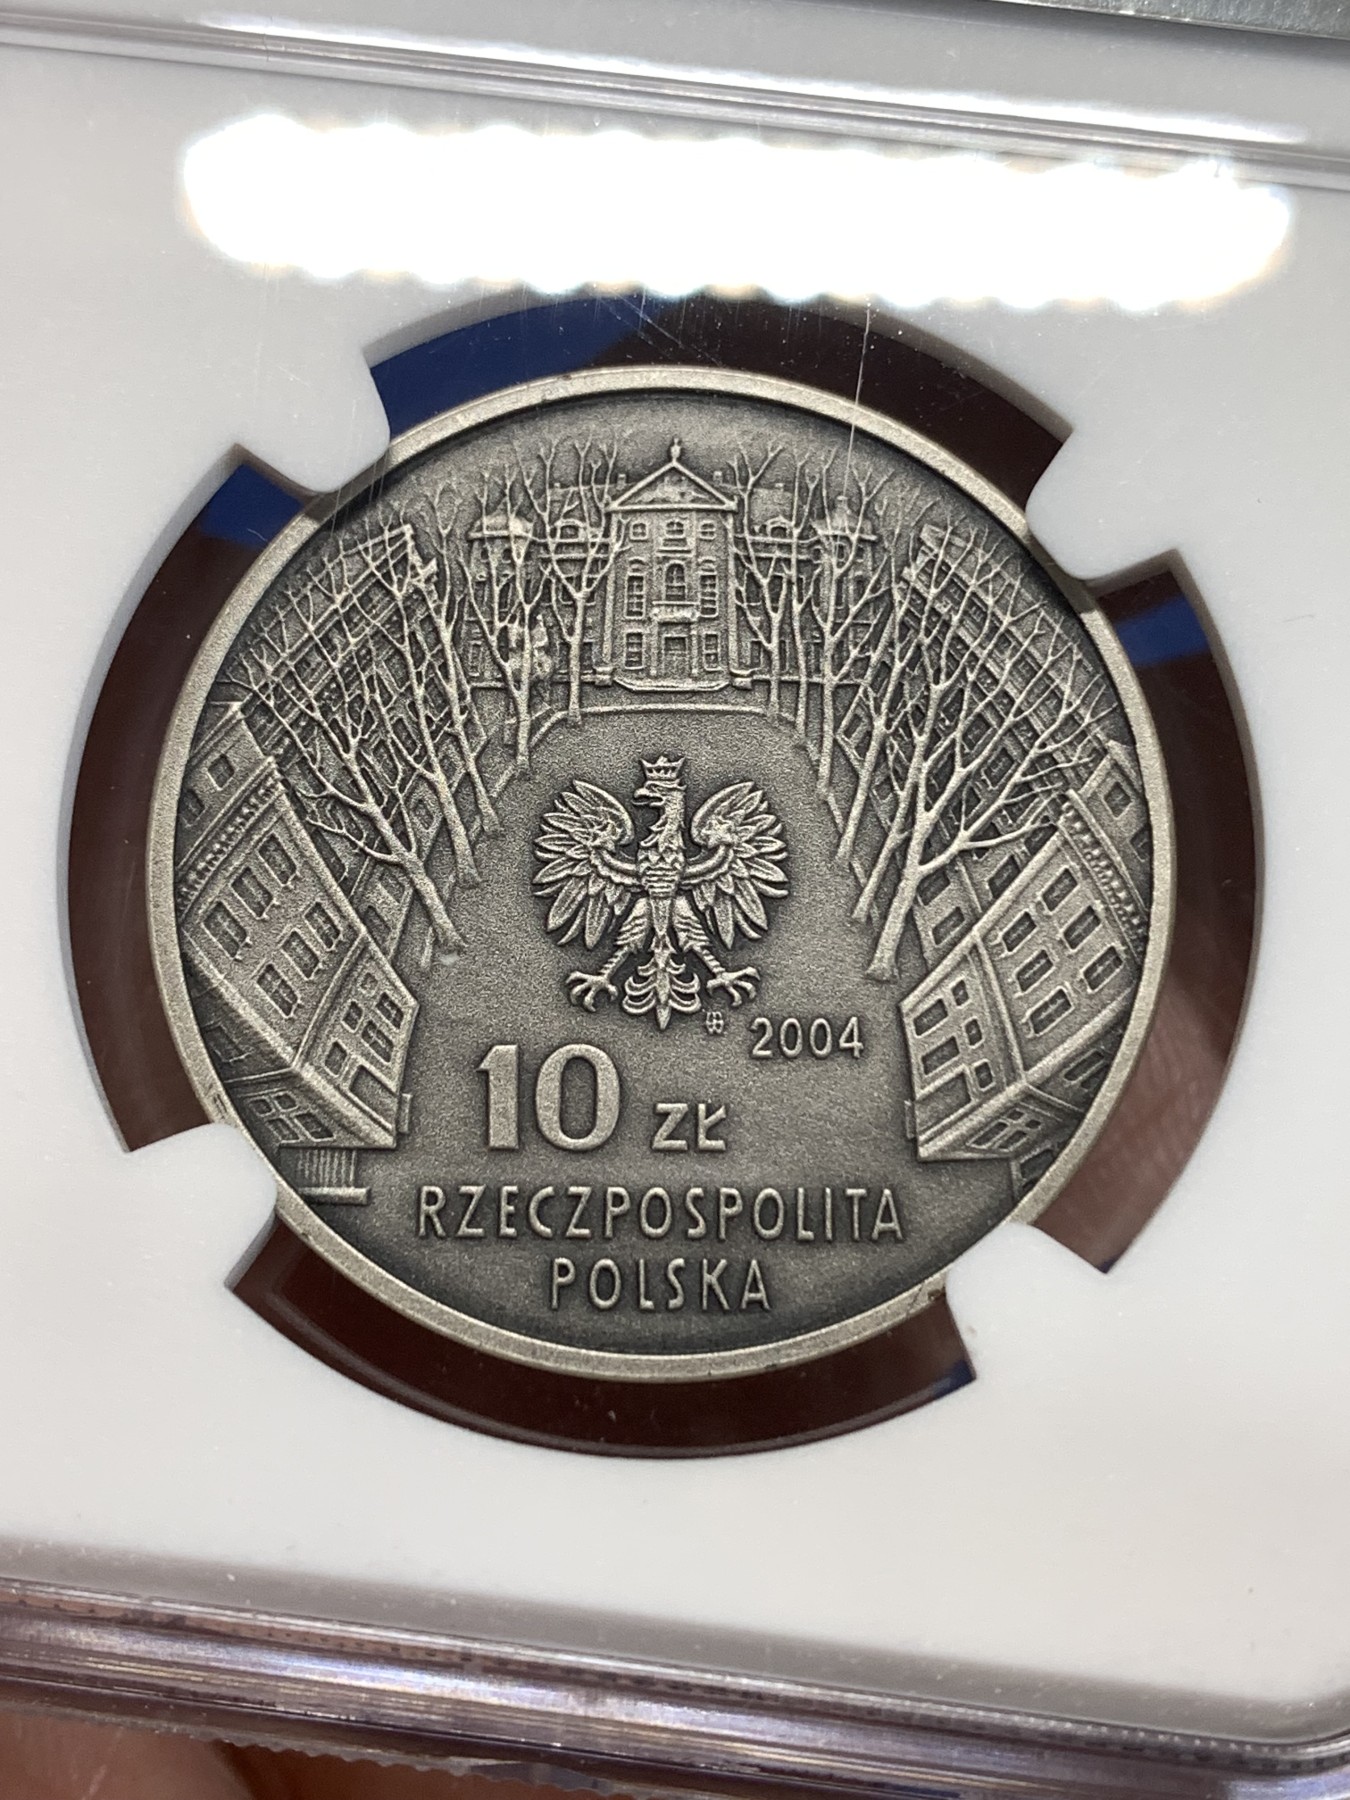 2004
10 ZŁ
RZECZPOSPOLITA
POLSKA